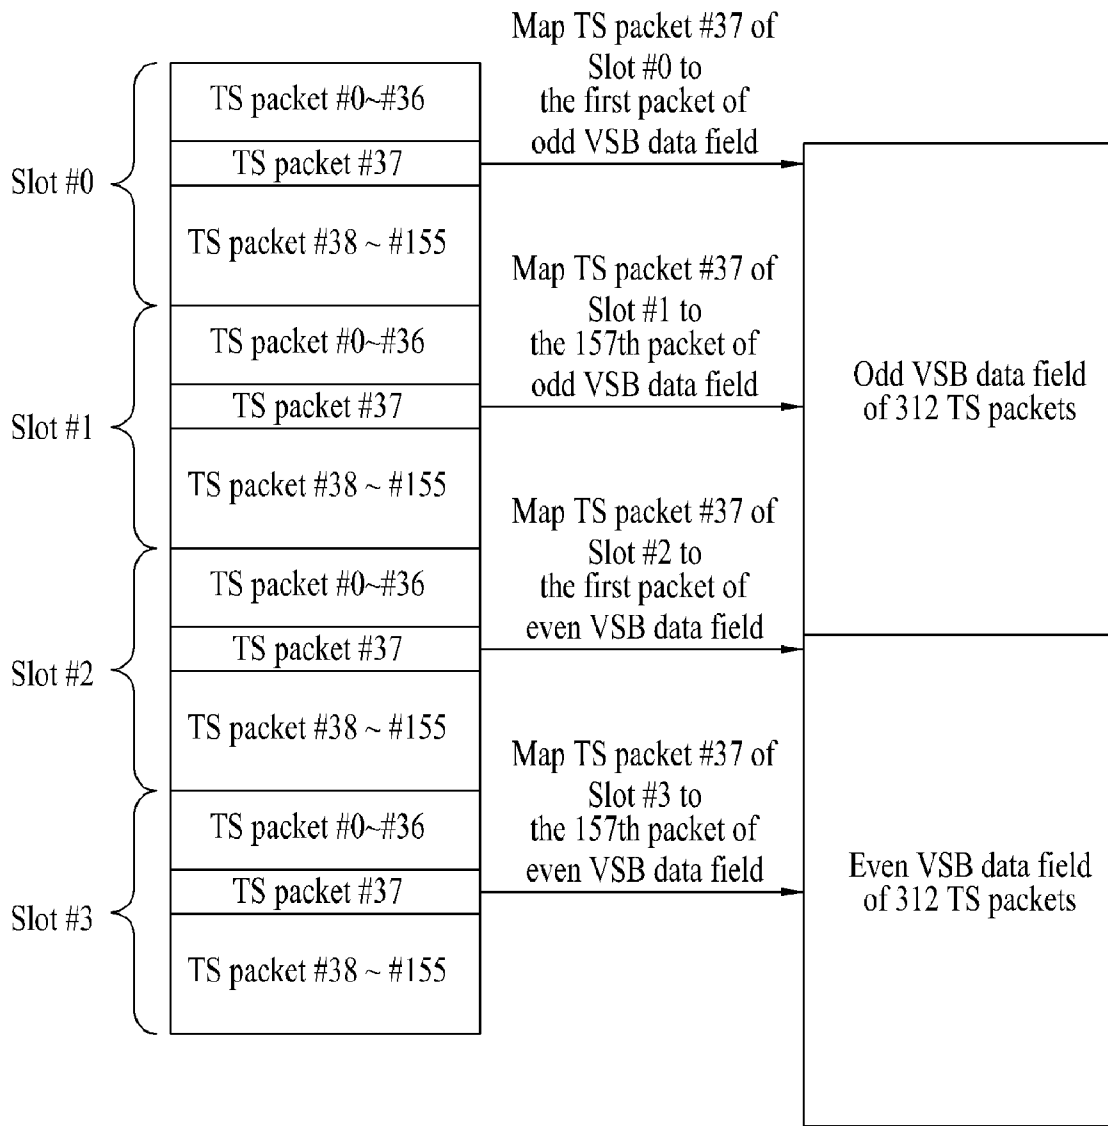 Map TS packet #37 of
Slot #0 to
the first packet of
odd VSB data field
TS packet #0~#36
TS packet #37
TS packet #38 ~ #155
Slot #0
Map TS packet #37 of
Slot #1 to
the 157th packet of
odd VSB data field
TS packet #0~#36
TS packet #37
TS packet #38 ~ #155
Slot #1
Odd VSB data field
of 312 TS packets
Map TS packet #37 of
Slot #2 to
the first packet of
even VSB data field
TS packet #0~#36
TS packet #37
TS packet #38 ~ #155
Slot #2
Map TS packet #37 of
Slot #3 to
the 157th packet of
even VSB data field
TS packet #0~#36
TS packet #37
TS packet #38 ~ #155
Slot #3
Even VSB data field
of 312 TS packets